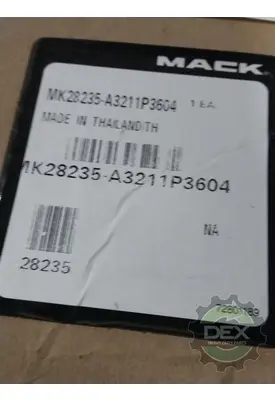 MACK
MK28235-A3211P3604 1 EA
MADE IN THAILAND/TH
MK28235-A3211P3604
NA
28235
DEX